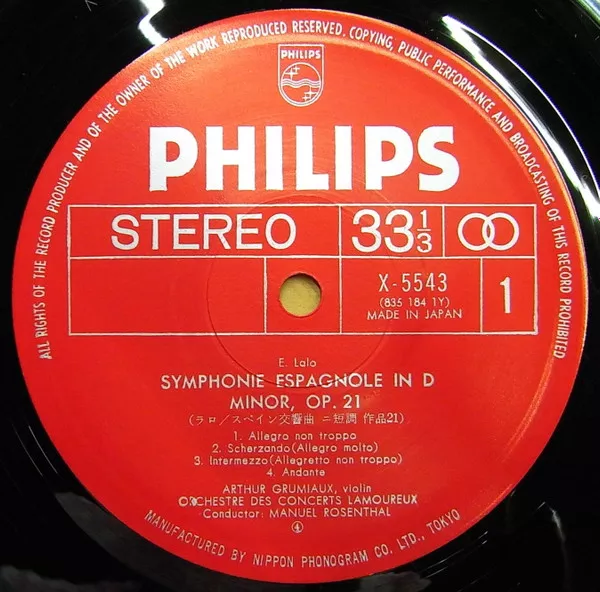 ALL RIGHTS OF THE RECORD PRODUCER AND OF THE OWNER OF THE WORK REPRODUCED RESERVED. COPYING, PUBLIC PERFORMANCE AND BROADCASTING OF THIS RECORD PROHIBITED
PHILIPS
PHILIPS
STEREO 33 1/3
X-5543
(835 184 1Y)
MADE IN JAPAN
1
E. Lalo
SYMPHONIE ESPAGNOLE IN D
MINOR, OP. 21
(ラロ/スペイン交響曲 ニ短調 作品21)
1. Allegro non troppo
2. Scherzando(Allegro molto)
3. Intermezzo(Allegretto non troppo)
4. Andante
ARTHUR GRUMIAUX, violin
ORCHESTRE DES CONCERTS LAMOUREUX
Conductor: MANUEL ROSENTHAL
④
MANUFACTURED BY NIPPON PHONOGRAM CO. LTD., TOKYO